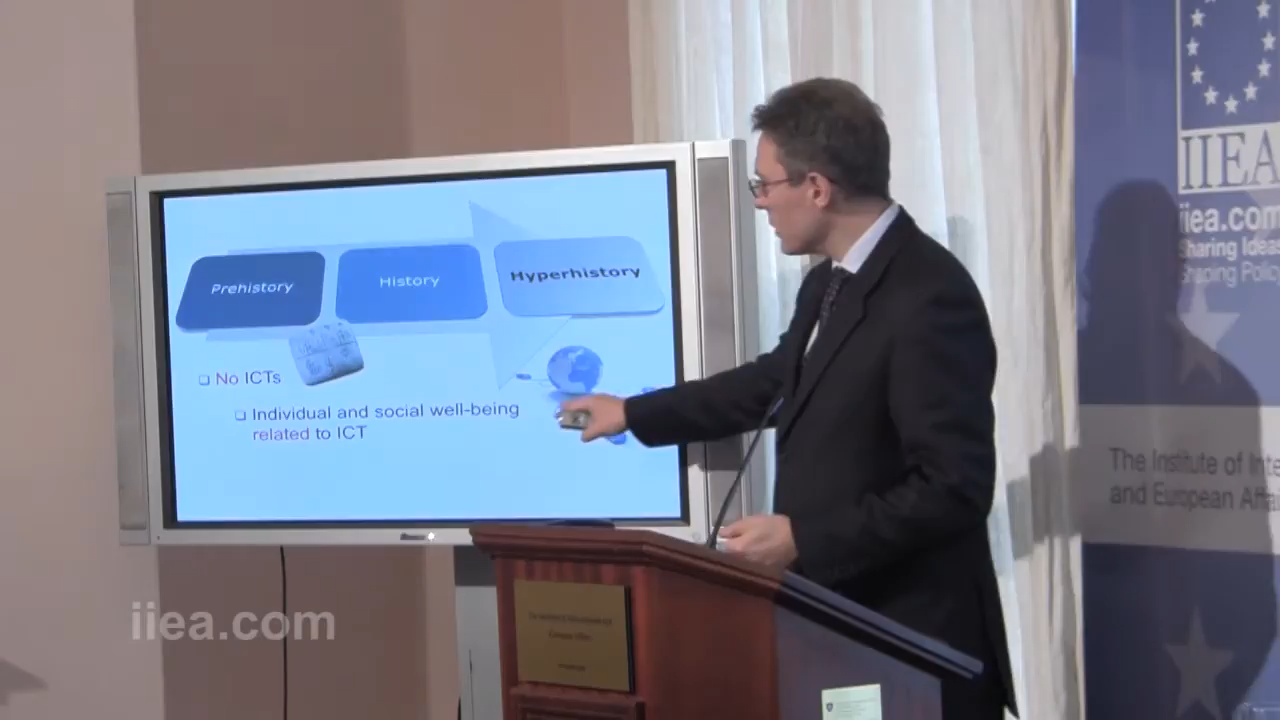 Prehistory
History
Hyperhistory
No ICTs
Individual and social well-being
related to ICT
IIEA
iiea.com
Sharing Ideas
Shaping Policy
The Institute of Inte
and European Affai
iiea.com